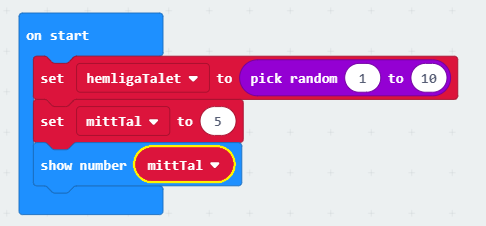 on start
set hemligaTalet to pick random 1 to 10
set mittTal to 5
show number mittTal